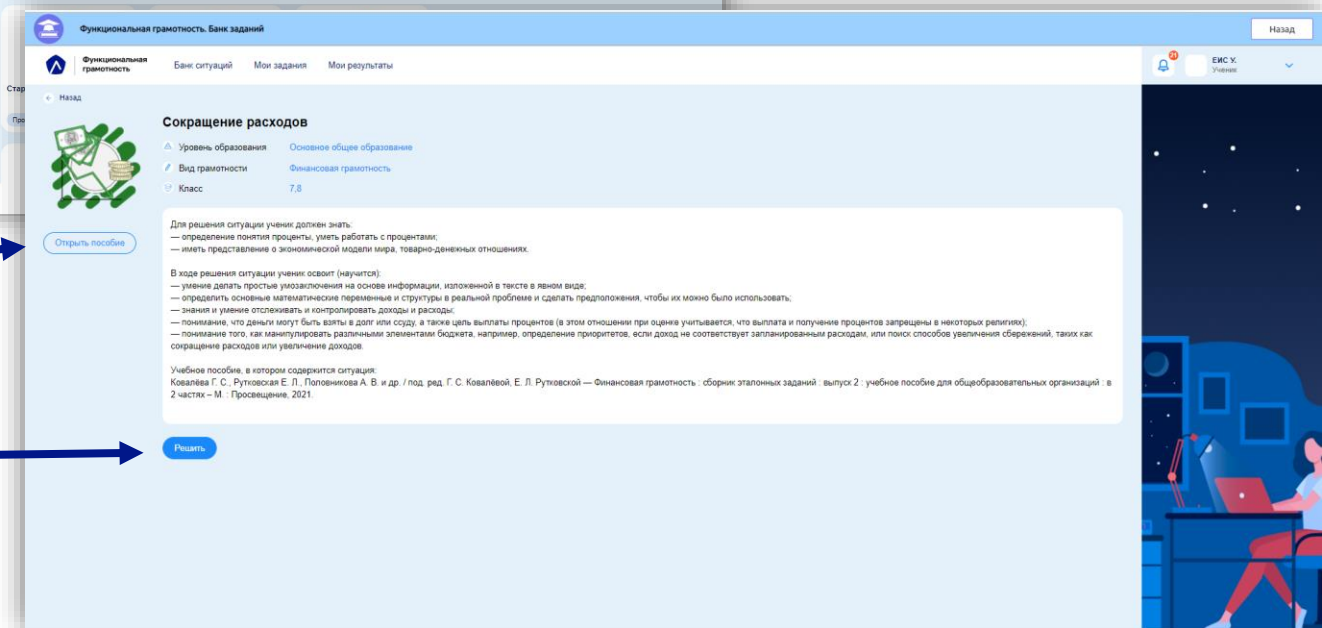 Функциональная грамотность. Банк заданий
Назад
Функциональная
грамотность
Банк ситуаций
Мои задания
Мои результаты
21
ЕИС У.
Ученик
Назад
Сокращение расходов
Уровень образования
Основное общее образование
Вид грамотности
Финансовая грамотность
Класс
7,8
Открыть пособие
Для решения ситуации ученик должен знать:
— определение понятия проценты, уметь работать с процентами;
— иметь представление о экономической модели мира, товарно-денежных отношениях.
В ходе решения ситуации ученик освоит (научится):
— умение делать простые умозаключения на основе информации, изложенной в тексте в явном виде;
— определить основные математические переменные и структуры в реальной проблеме и сделать предположения, чтобы их можно было использовать;
— знания и умение отслеживать и контролировать доходы и расходы;
— понимание, что деньги могут быть взяты в долг или ссуду, а также цель выплаты процентов (в этом отношении при оценке учитывается, что выплата и получение процентов запрещены в некоторых религиях);
— понимание того, как манипулировать различными элементами бюджета, например, определение приоритетов, если доход не соответствует запланированным расходам, или поиск способов увеличения сбережений, таких как
сокращение расходов или увеличение доходов.
Учебное пособие, в котором содержится ситуация:
Ковалёва Г. С., Рутковская Е. Л., Половникова А. В. и др. / под. ред. Г. С. Ковалёвой, Е. Л. Рутковской — Финансовая грамотность : сборник эталонных заданий : выпуск 2 : учебное пособие для общеобразовательных организаций : в
2 частях – М. : Просвещение, 2021.
Решить